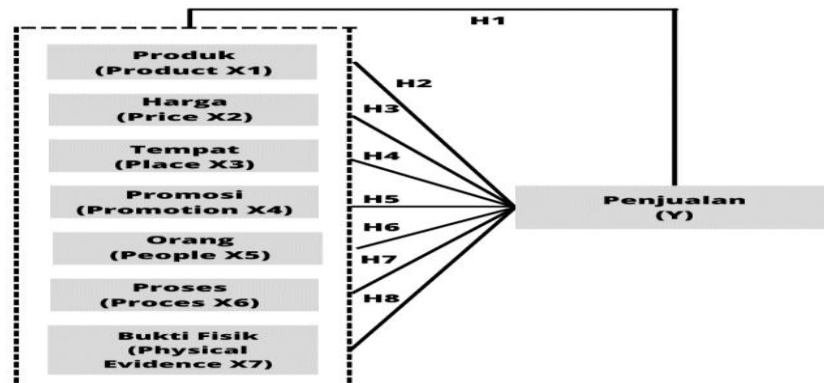 H1
Produk
(Product X1)
H2
Harga
(Price X2)
H3
Tempat
(Place X3)
H4
Promosi
(Promotion X4)
H5
Penjualan
(Y)
Orang
(People X5)
H6
Proses
(Proces X6)
H7
Bukti Fisik
(Physical
Evidence X7)
H8